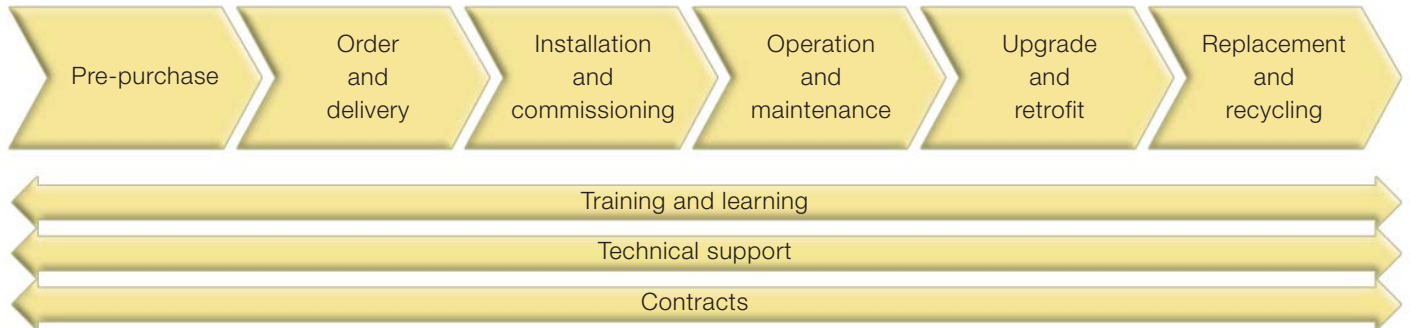 Pre-purchase
Order
and
delivery
Installation
and
commissioning
Operation
and
maintenance
Upgrade
and
retrofit
Replacement
and
recycling
Training and learning
Technical support
Contracts